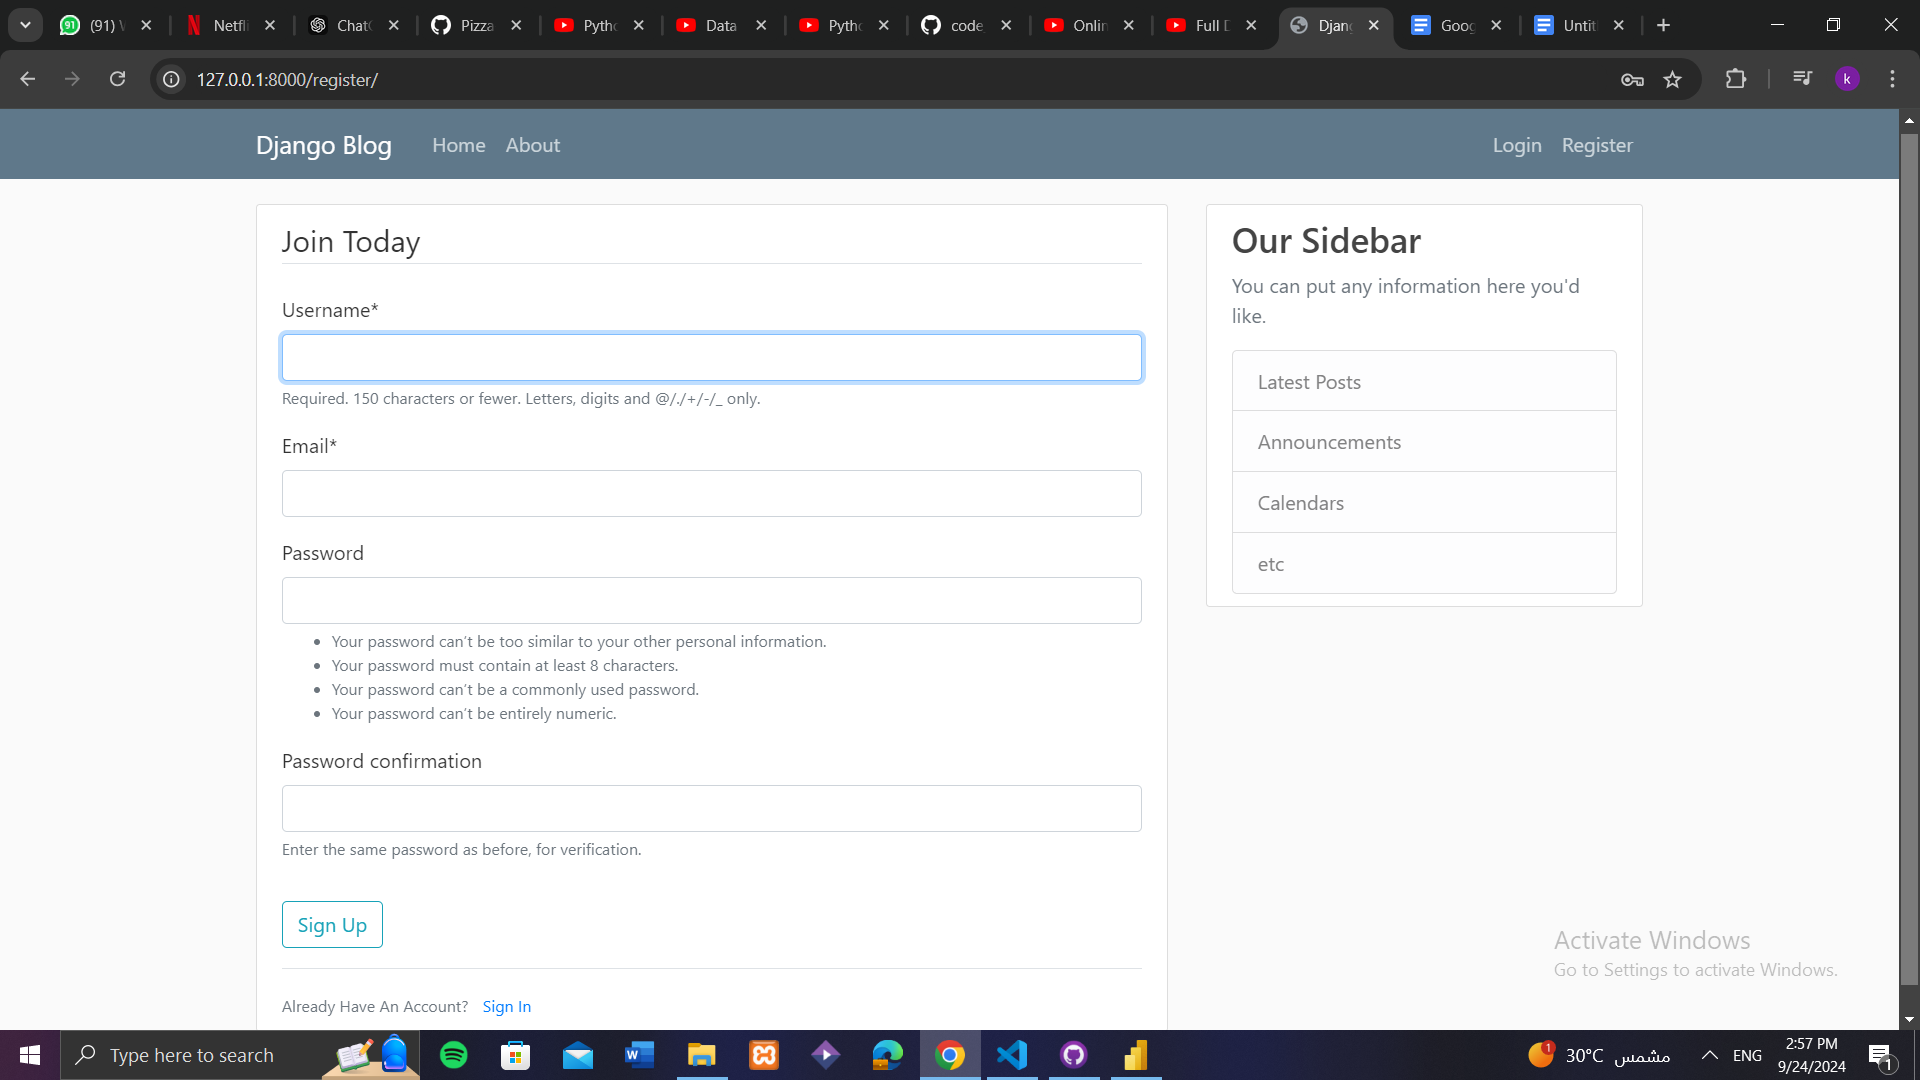 (91)
Netfli
Chat
Pizza
Pytho
Data
Pytho
code_
Onlin
Full D
Djang
Goog
Untit
127.0.0.1:8000/register/
k
Django Blog
Home
About
Login
Register
Join Today
Username*
Required. 150 characters or fewer. Letters, digits and @/./+/-/_ only.
Email*
Password
Your password can’t be too similar to your other personal information.
Your password must contain at least 8 characters.
Your password can’t be a commonly used password.
Your password can’t be entirely numeric.
Password confirmation
Enter the same password as before, for verification.
Sign Up
Already Have An Account? Sign In
Our Sidebar
You can put any information here you'd
like.
Latest Posts
Announcements
Calendars
etc
Activate Windows
Go to Settings to activate Windows.
Type here to search
1
30°C مشمس
ENG
2:57 PM
9/24/2024
1